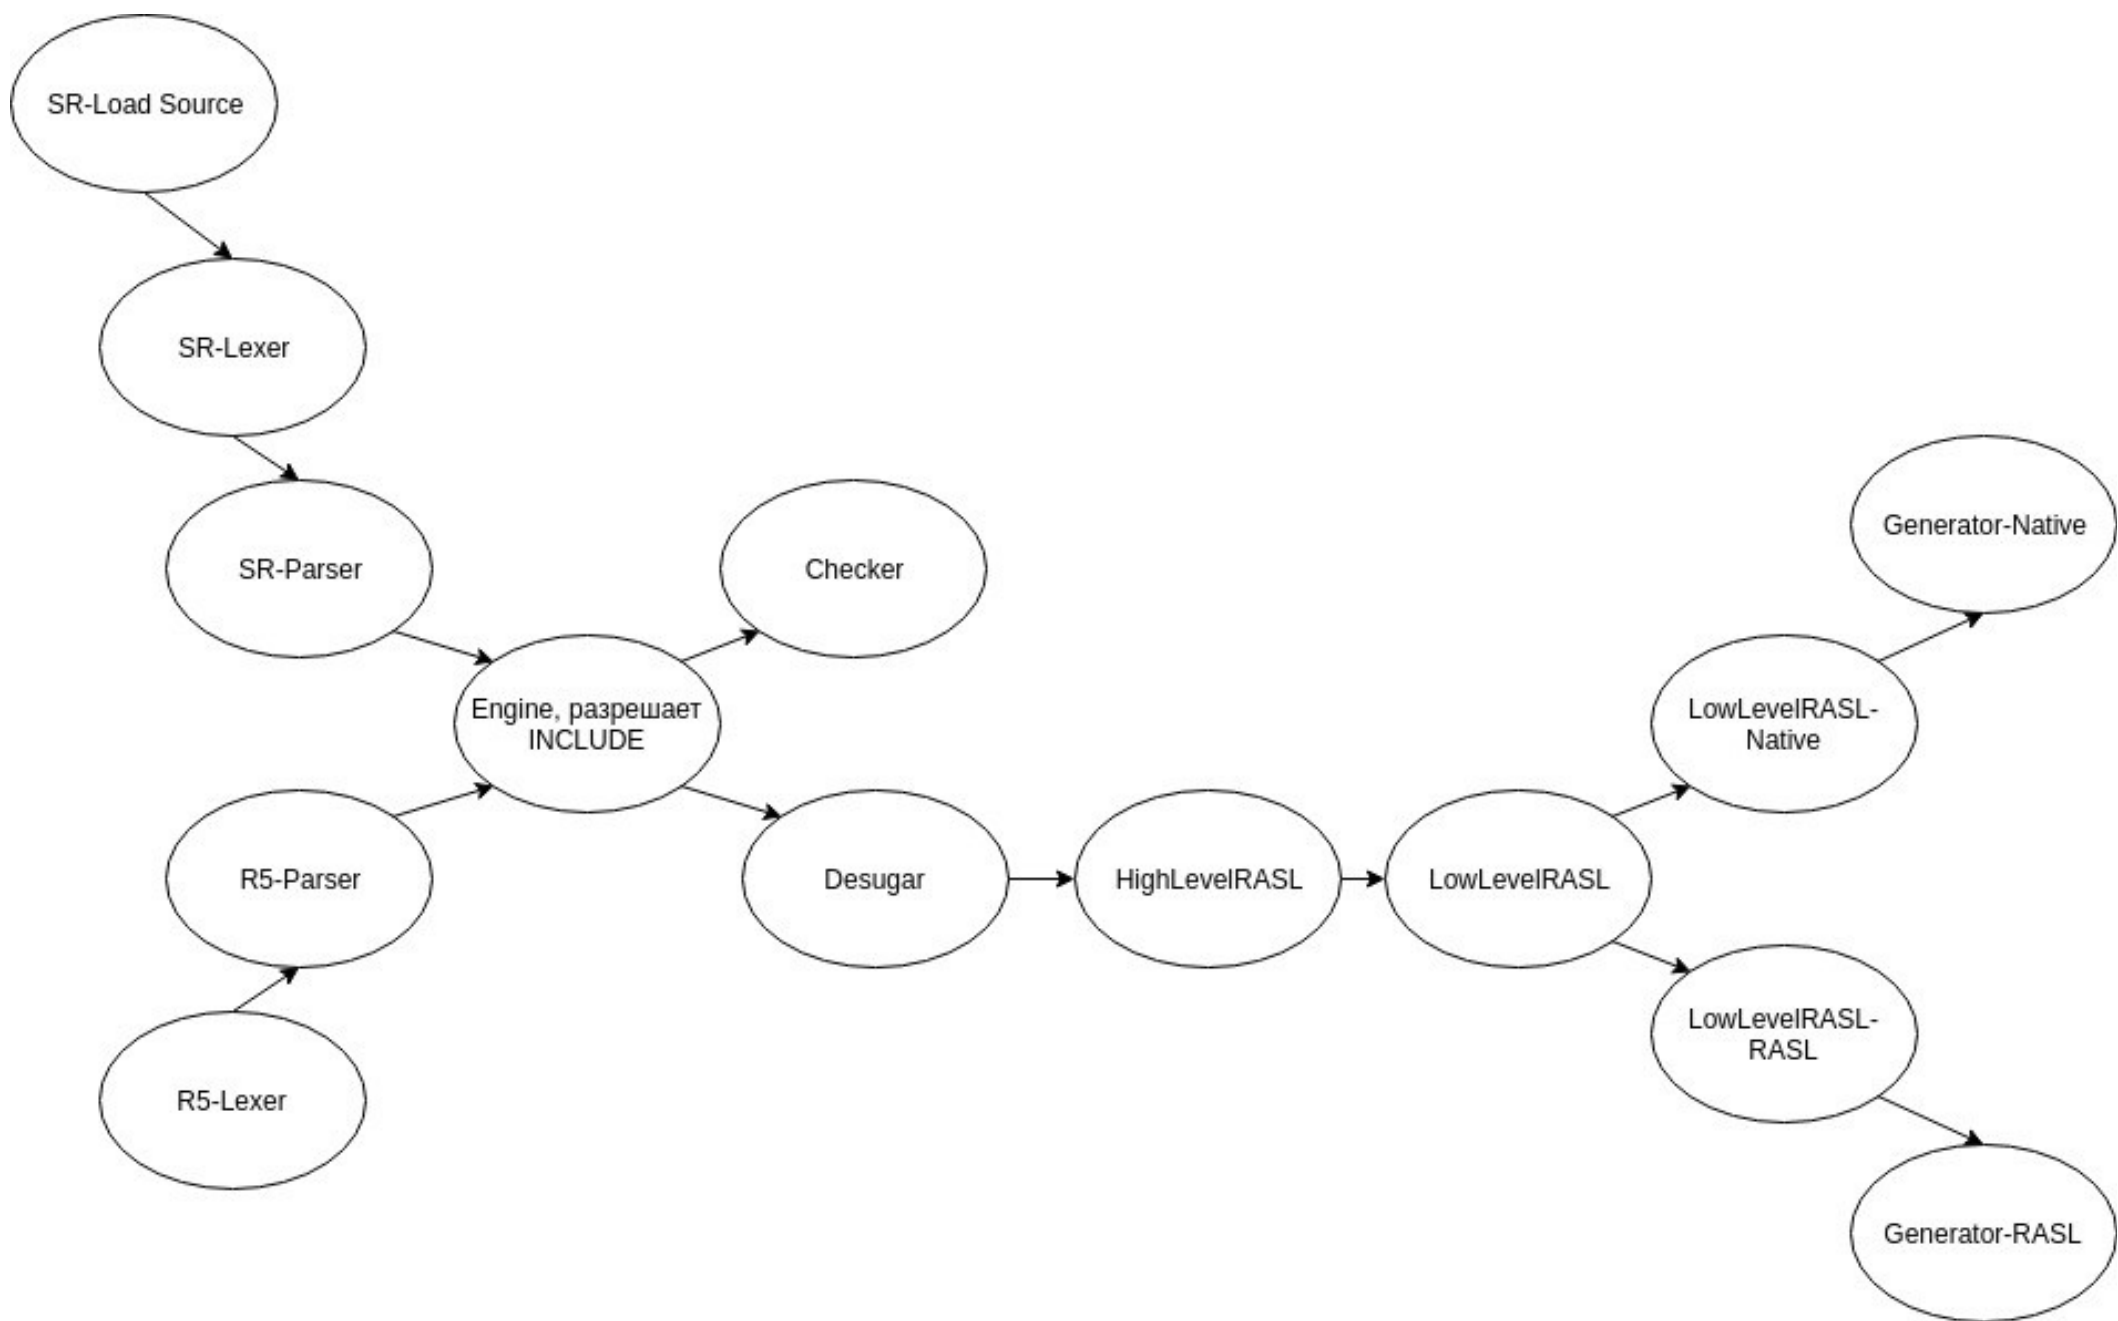 SR-Load Source
SR-Lexer
SR-Parser
Checker
Generator-Native
Engine, разрешает
INCLUDE
LowLevelRASL-
Native
R5-Parser
Desugar
HighLevelRASL
LowLevelRASL
LowLevelRASL-
RASL
R5-Lexer
Generator-RASL